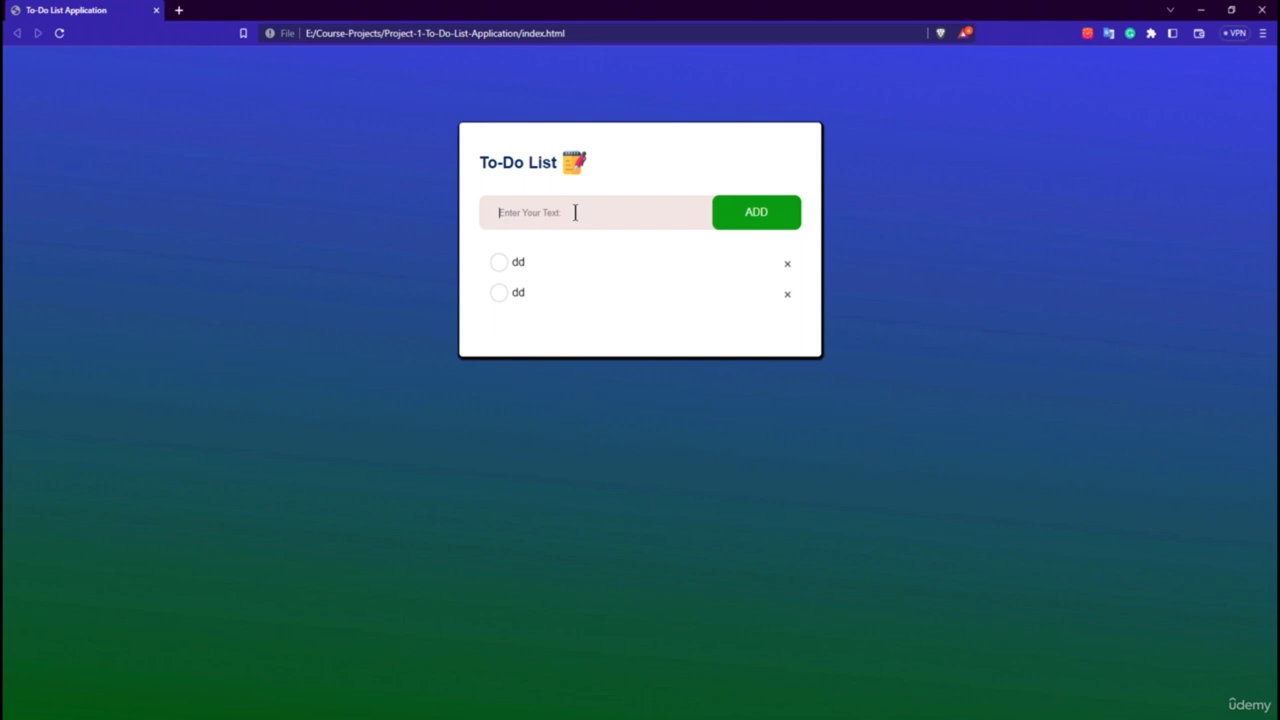 To-Do List Application
File E:/Course-Projects/Project-1-To-Do-List-Application/index.html
VPN
To-Do List
Enter Your Text: ADD
dd ×
dd ×
ûdemy